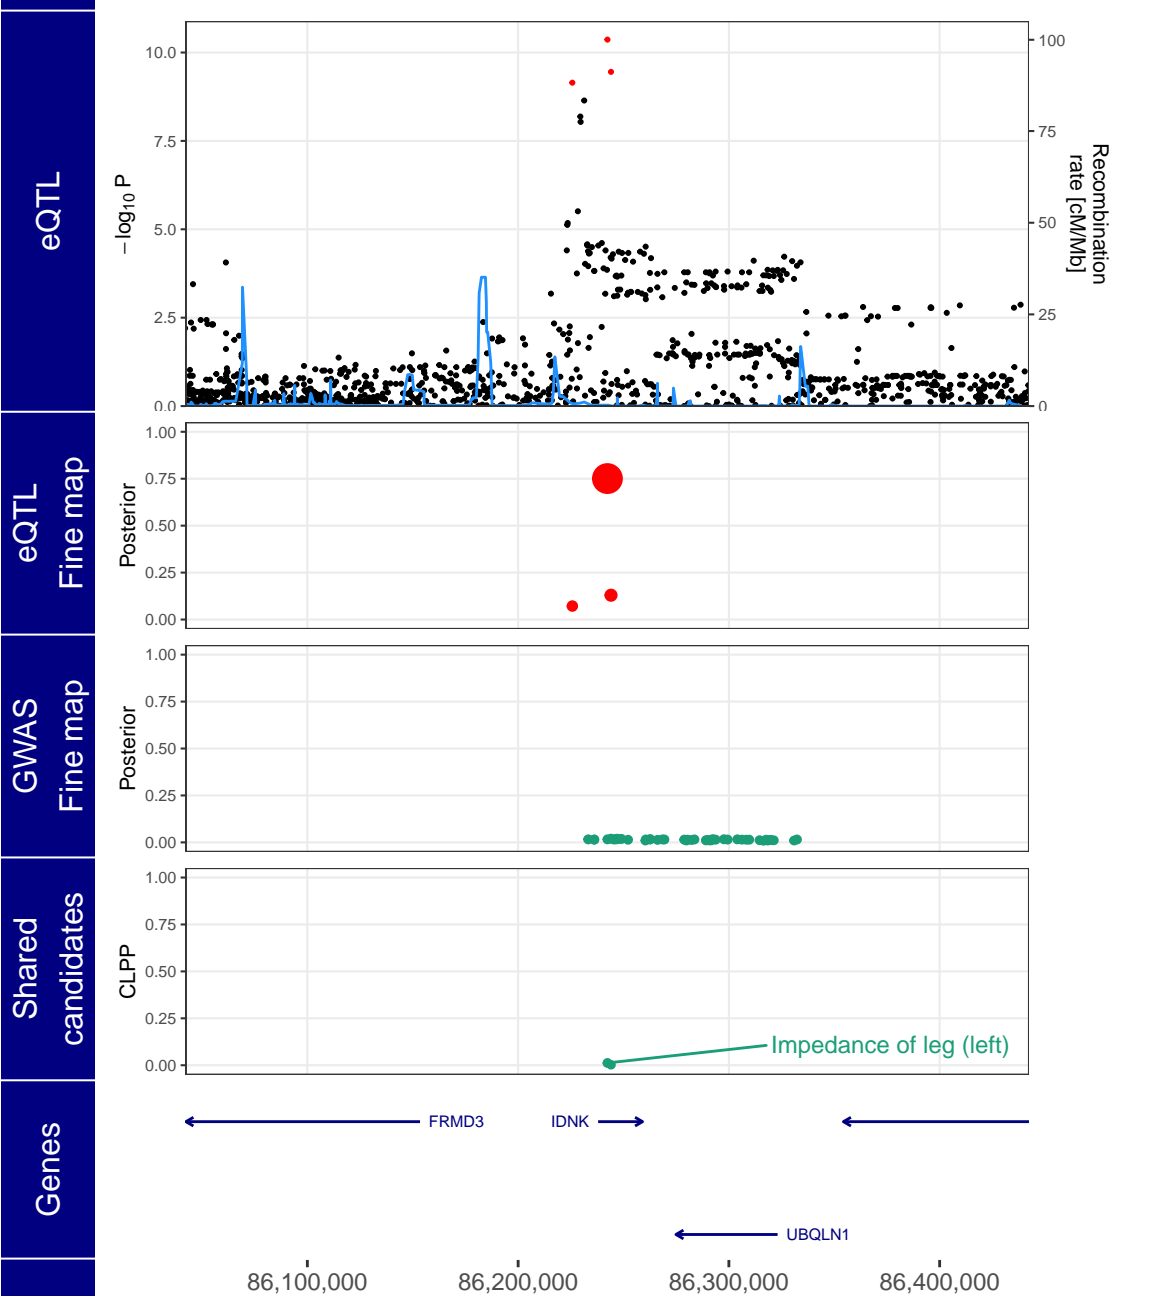 eQTL
− log10 P
10.0
7.5
5.0
2.5
0.0
100
75
50
25
0
Recombination
rate [cM/Mb]
eQTL
Fine map
Posterior
1.00
0.75
0.50
0.25
0.00
GWAS
Fine map
Posterior
1.00
0.75
0.50
0.25
0.00
Shared
candidates
CLPP
1.00
0.75
0.50
0.25
0.00
Impedance of leg (left)
Genes
FRMD3
IDNK
UBQLN1
86,100,000
86,200,000
86,300,000
86,400,000